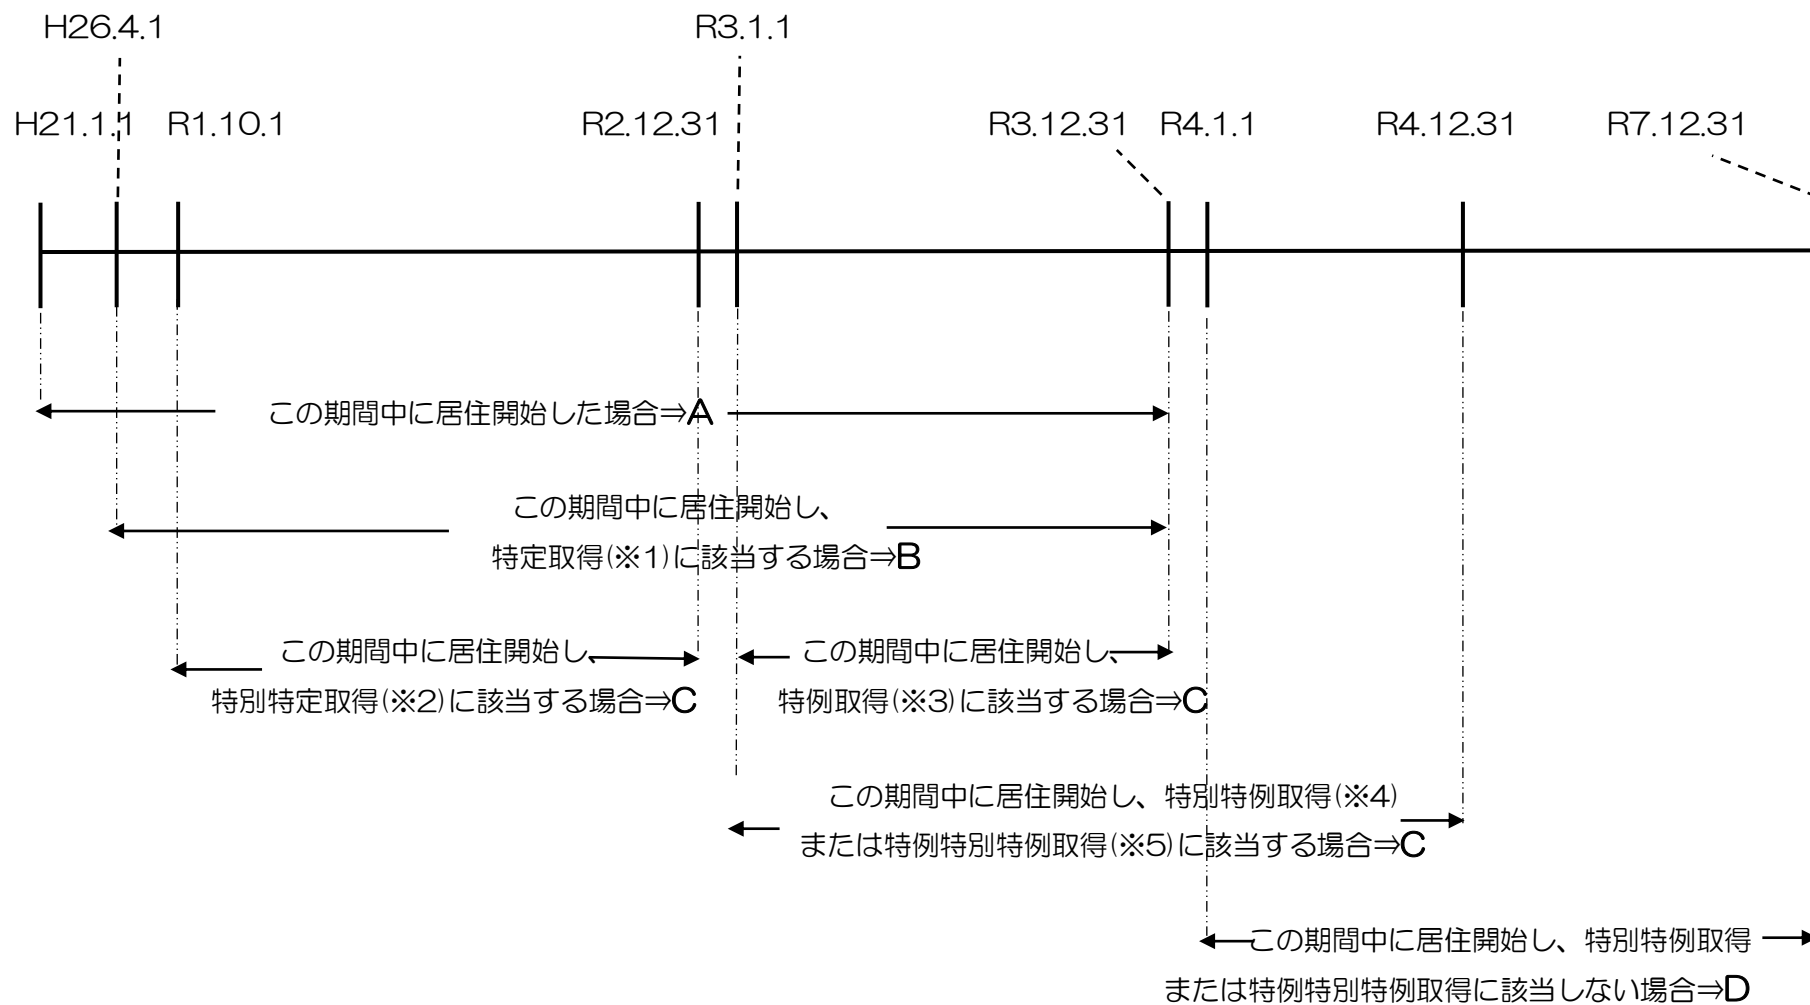 H26.4.1
R3.1.1
H21.1.1
R1.10.1
R2.12.31
R3.12.31
R4.1.1
R4.12.31
R7.12.31
この期間中に居住開始した場合⇒A
この期間中に居住開始し、
特定取得(※1)に該当する場合⇒B
この期間中に居住開始し、
特別特定取得(※2)に該当する場合⇒C
この期間中に居住開始し、
特例取得(※3)に該当する場合⇒C
この期間中に居住開始し、特別特例取得(※4)
または特例特別特例取得(※5)に該当する場合⇒C
この期間中に居住開始し、特別特例取得
または特例特別特例取得に該当しない場合⇒D